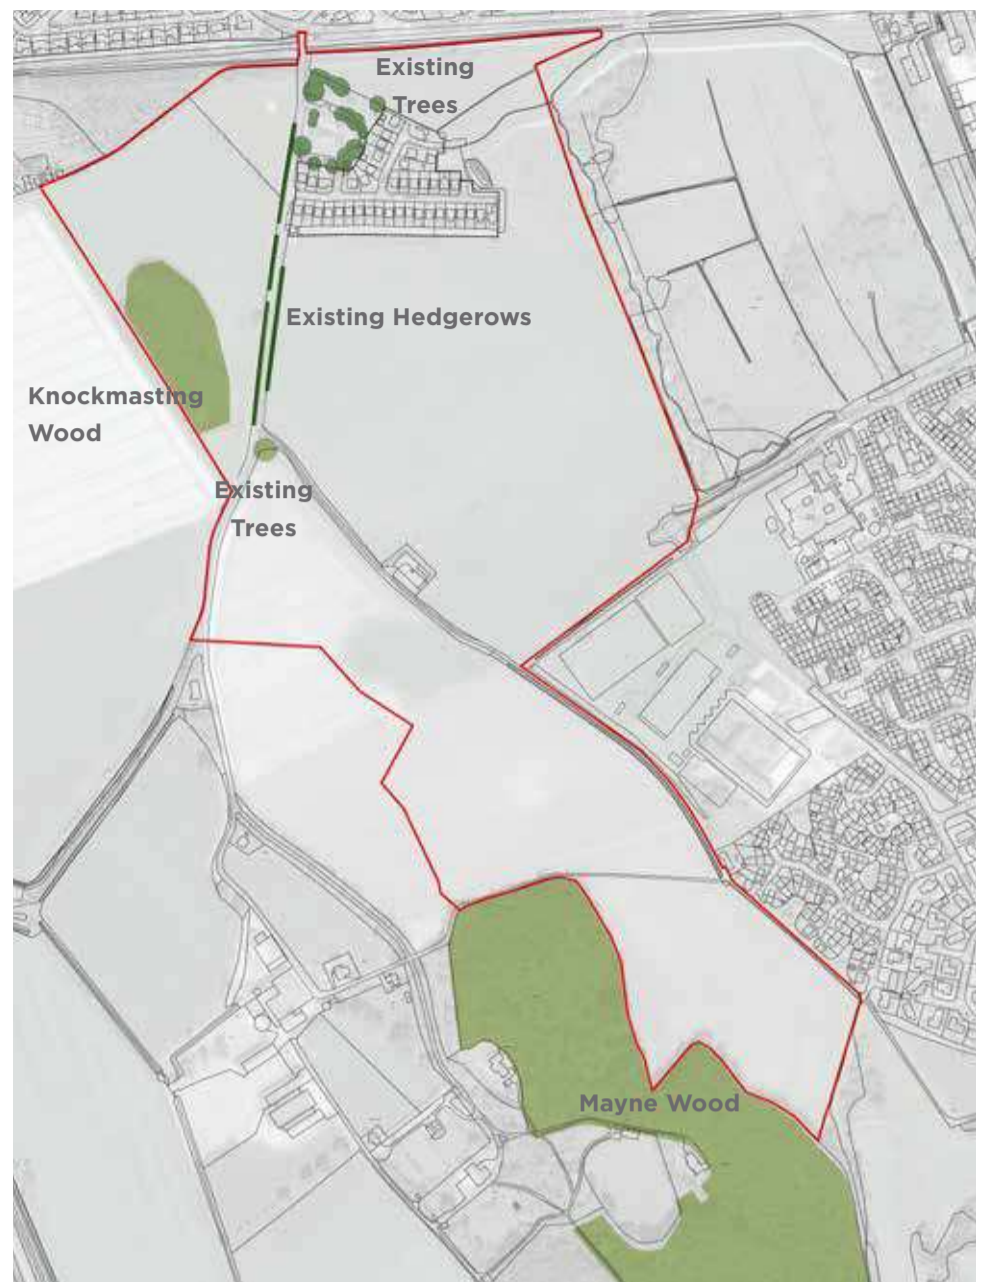 Existing
Trees
Existing Hedgerows
Knockmasting
Wood
Existing
Trees
Mayne Wood